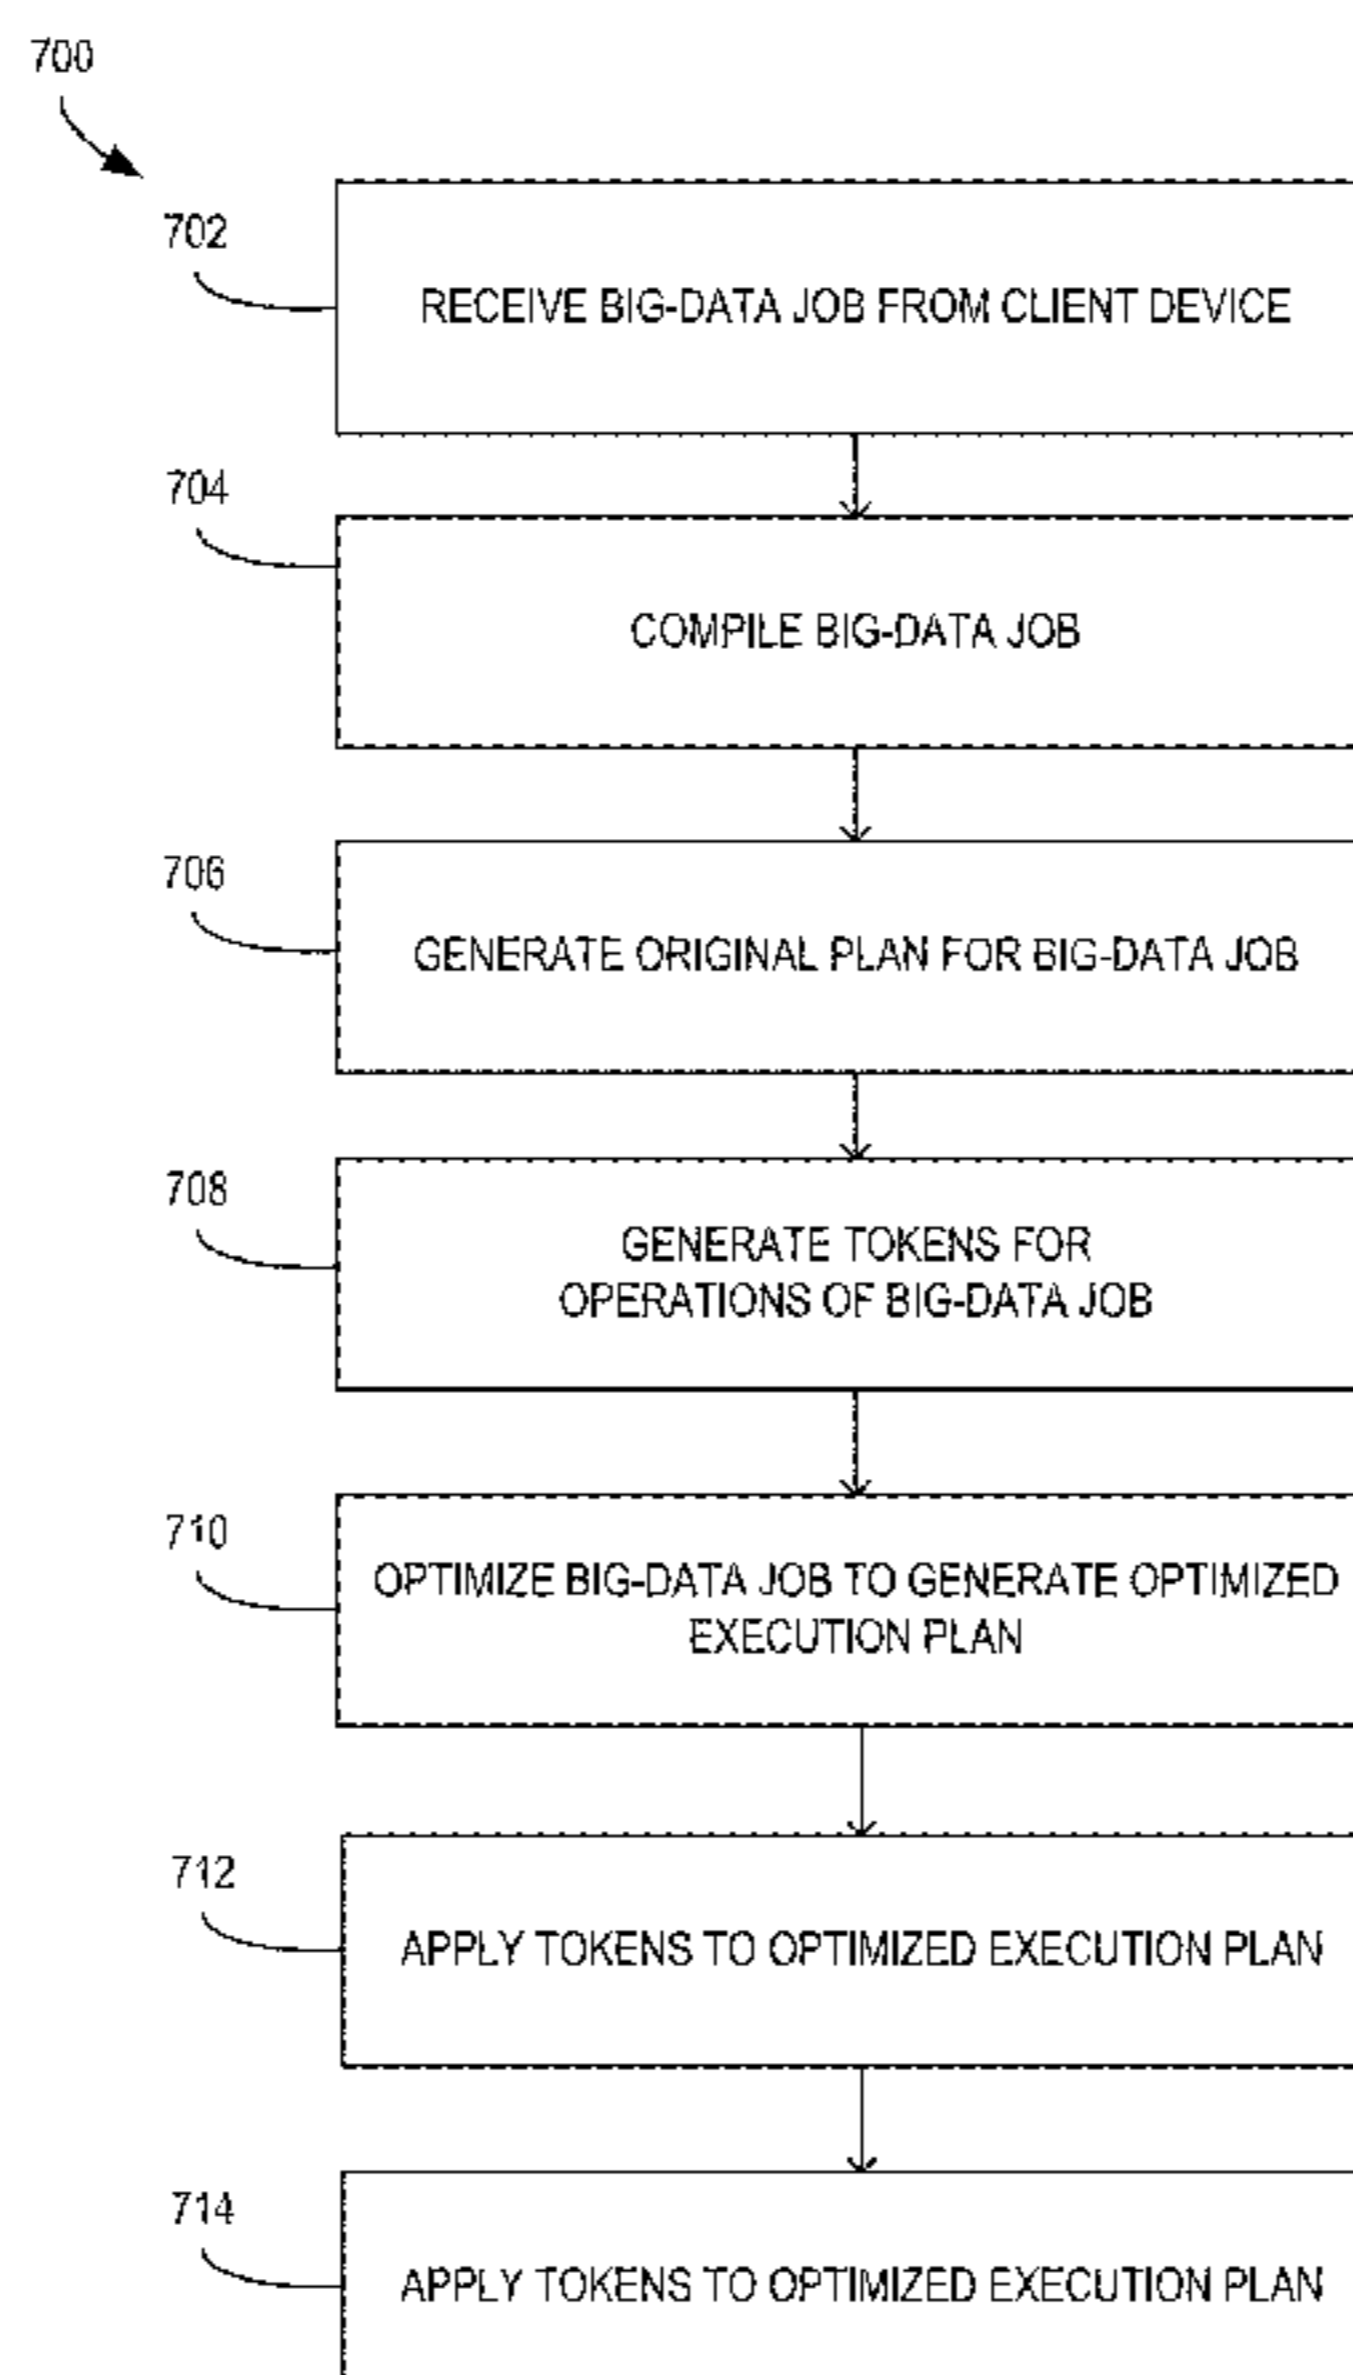 700
702
RECEIVE BIG-DATA JOB FROM CLIENT DEVICE
704
COMPILE BIG-DATA JOB
706
GENERATE ORIGINAL PLAN FOR BIG-DATA JOB
708
GENERATE TOKENS FOR
OPERATIONS OF BIG-DATA JOB
710
OPTIMIZE BIG-DATA JOB TO GENERATE OPTIMIZED
EXECUTION PLAN
712
APPLY TOKENS TO OPTIMIZED EXECUTION PLAN
714
APPLY TOKENS TO OPTIMIZED EXECUTION PLAN